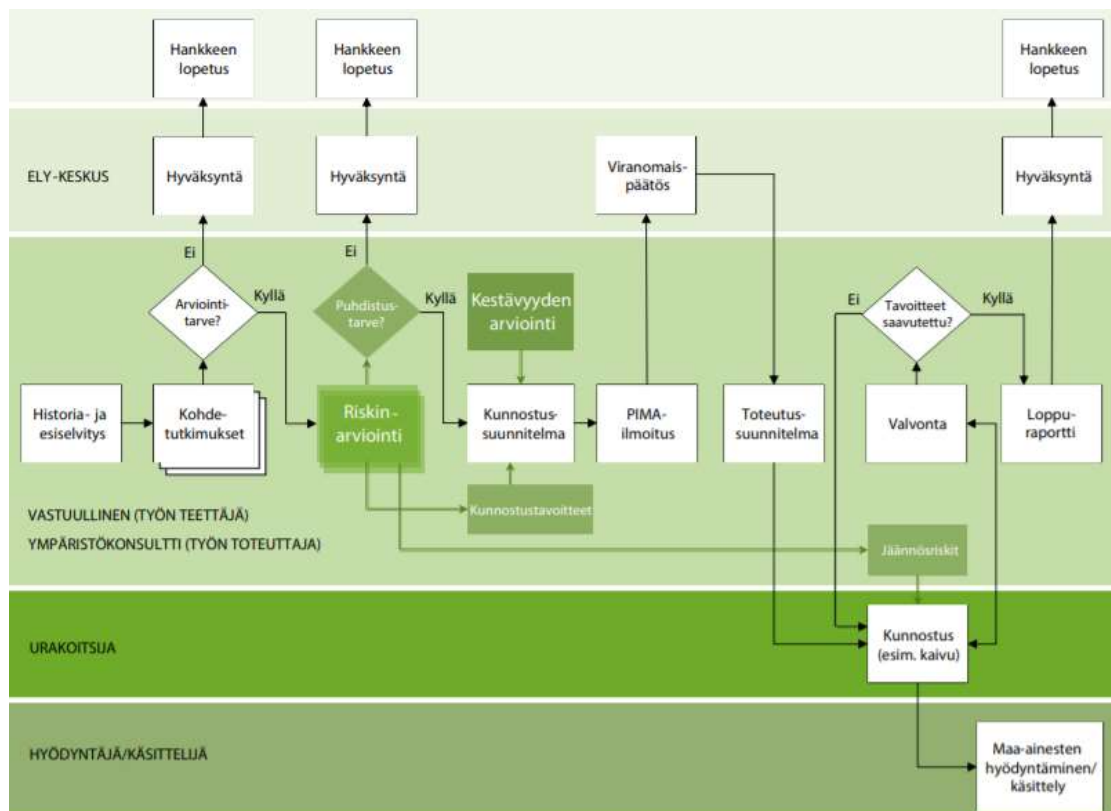 Hankkeen
lopetus
Hankkeen
lopetus
Hankkeen
lopetus
ELY-KESKUS
Hyväksyntä
Hyväksyntä
Viranomais-
päätös
Hyväksyntä
Ei
Arviointi-
tarve?
Kyllä
Ei
Puhdistus-
tarve?
Kyllä
Kestävyyden
arviointi
Ei
Tavoitteet
saavutettu?
Kyllä
Historia- ja
esiselvitys
Kohde-
tutkimukset
Riskin-
arviointi
Kunnostus-
suunnitelma
PIMA-
ilmoitus
Toteutus-
suunnitelma
Valvonta
Loppu-
raportti
Kunnostustavoitteet
VASTUULLINEN (TYÖN TEETTÄJÄ)
YMPÄRISTÖKONSULTTI (TYÖN TOTEUTTAJA)
Jäännösriskit
URAKOITSIJA
Kunnostus
(esim. kaivu)
HYÖDYNTÄJÄ/KÄSITTELIJÄ
Maa-ainesten
hyödyntäminen/
käsittely